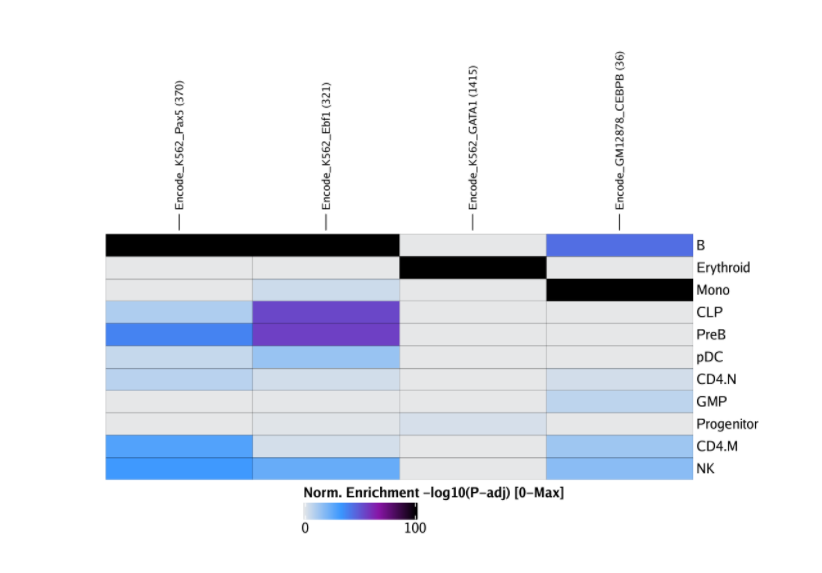 Encode_K562_Pax5 (370)
Encode_K562_Ebf1 (321)
Encode_K562_GATA1 (1415)
Encode_GM12878_CEBPB (36)
B
Erythroid
Mono
CLP
PreB
pDC
CD4.N
GMP
Progenitor
CD4.M
NK
Norm. Enrichment −log10(P−adj) [0−Max]
0 100